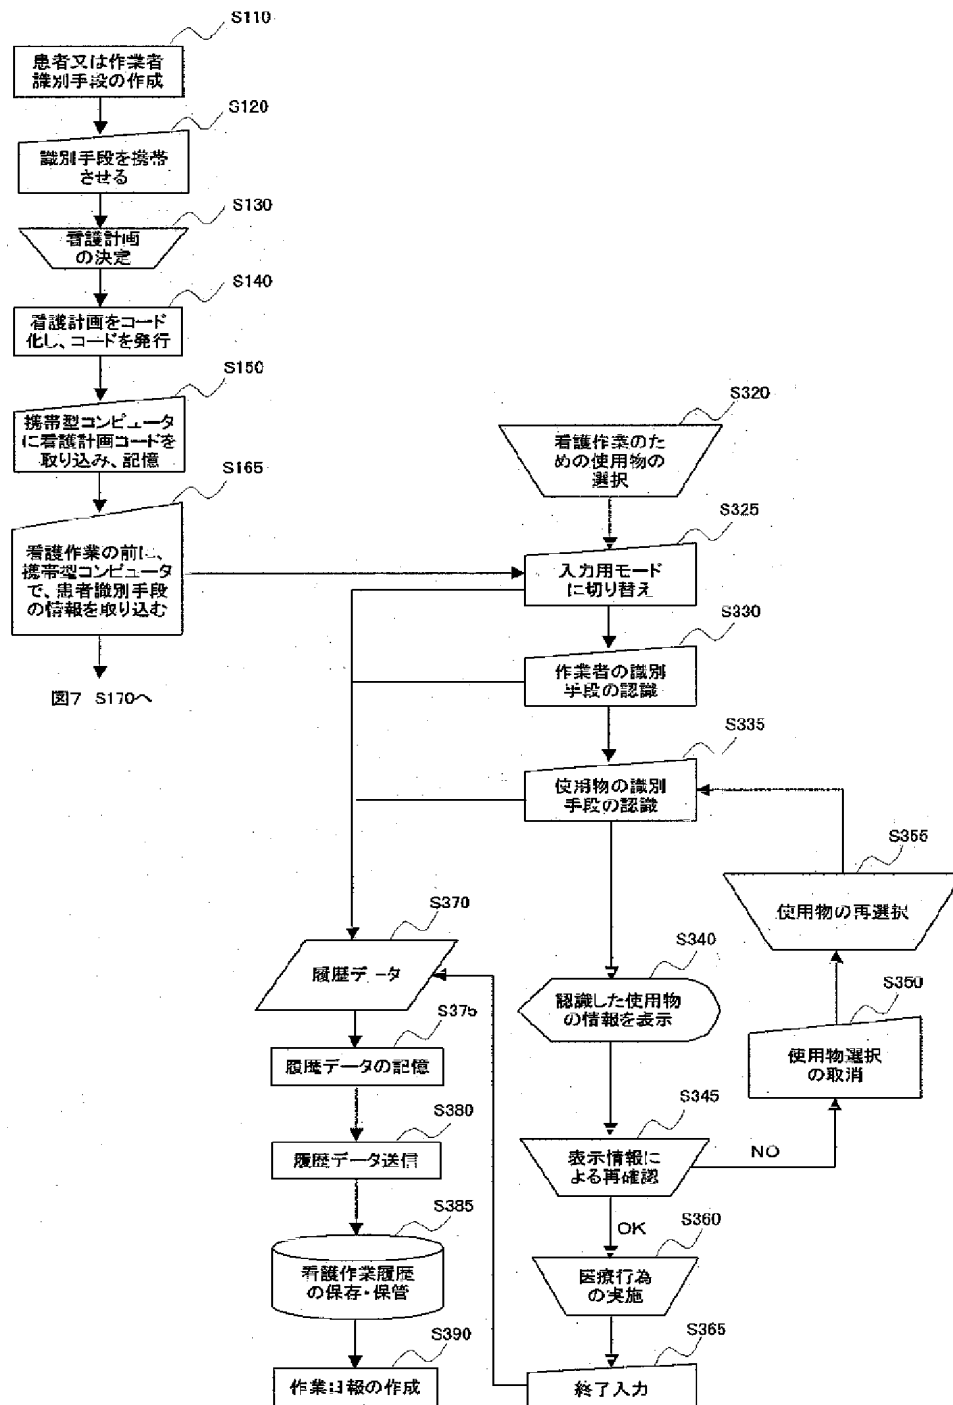 S110
患者又は作業者
識別手段の作成
S120
識別手段を携帯
させる
S130
看護計画
の決定
S140
看護計画をコード
化し、コードを発行
S150
携帯型コンピュータ
に看護計画コードを
取り込み、記憶
S165
看護作業の前に、
携帯型コンピュータ
で、患者識別手段
の情報を取り込む
図7 S170へ
S320
看護作業のた
めの使用物の
選択
S325
入力用モード
に切り替え
S330
作業者の識別
手段の認識
S335
使用物の識別
手段の認識
S355
使用物の再選択
S340
認識した使用物
の情報を表示
S350
使用物選択
の取消
S345
表示情報に
よる再確認
NO
OK
S360
医療行為
の実施
S365
終了入力
S370
履歴データ
S375
履歴データの記憶
S380
履歴データ送信
S385
看護作業履歴
の保存・保管
S390
作業日報の作成